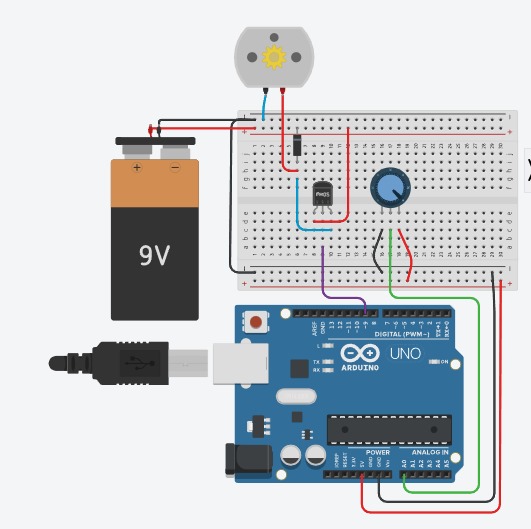 PMOS
9V
AREF
GND
13
12
~11
~10
~9
8
7
~6
~5
4
~3
2
TX→1
RX←0
DIGITAL (PWM~)
L
TX
RX
UNO
ARDUINO
ON
POWER
ANALOG IN
IOREF
RESET
3.3V
5V
GND
GND
Vin
A0
A1
A2
A3
A4
A5